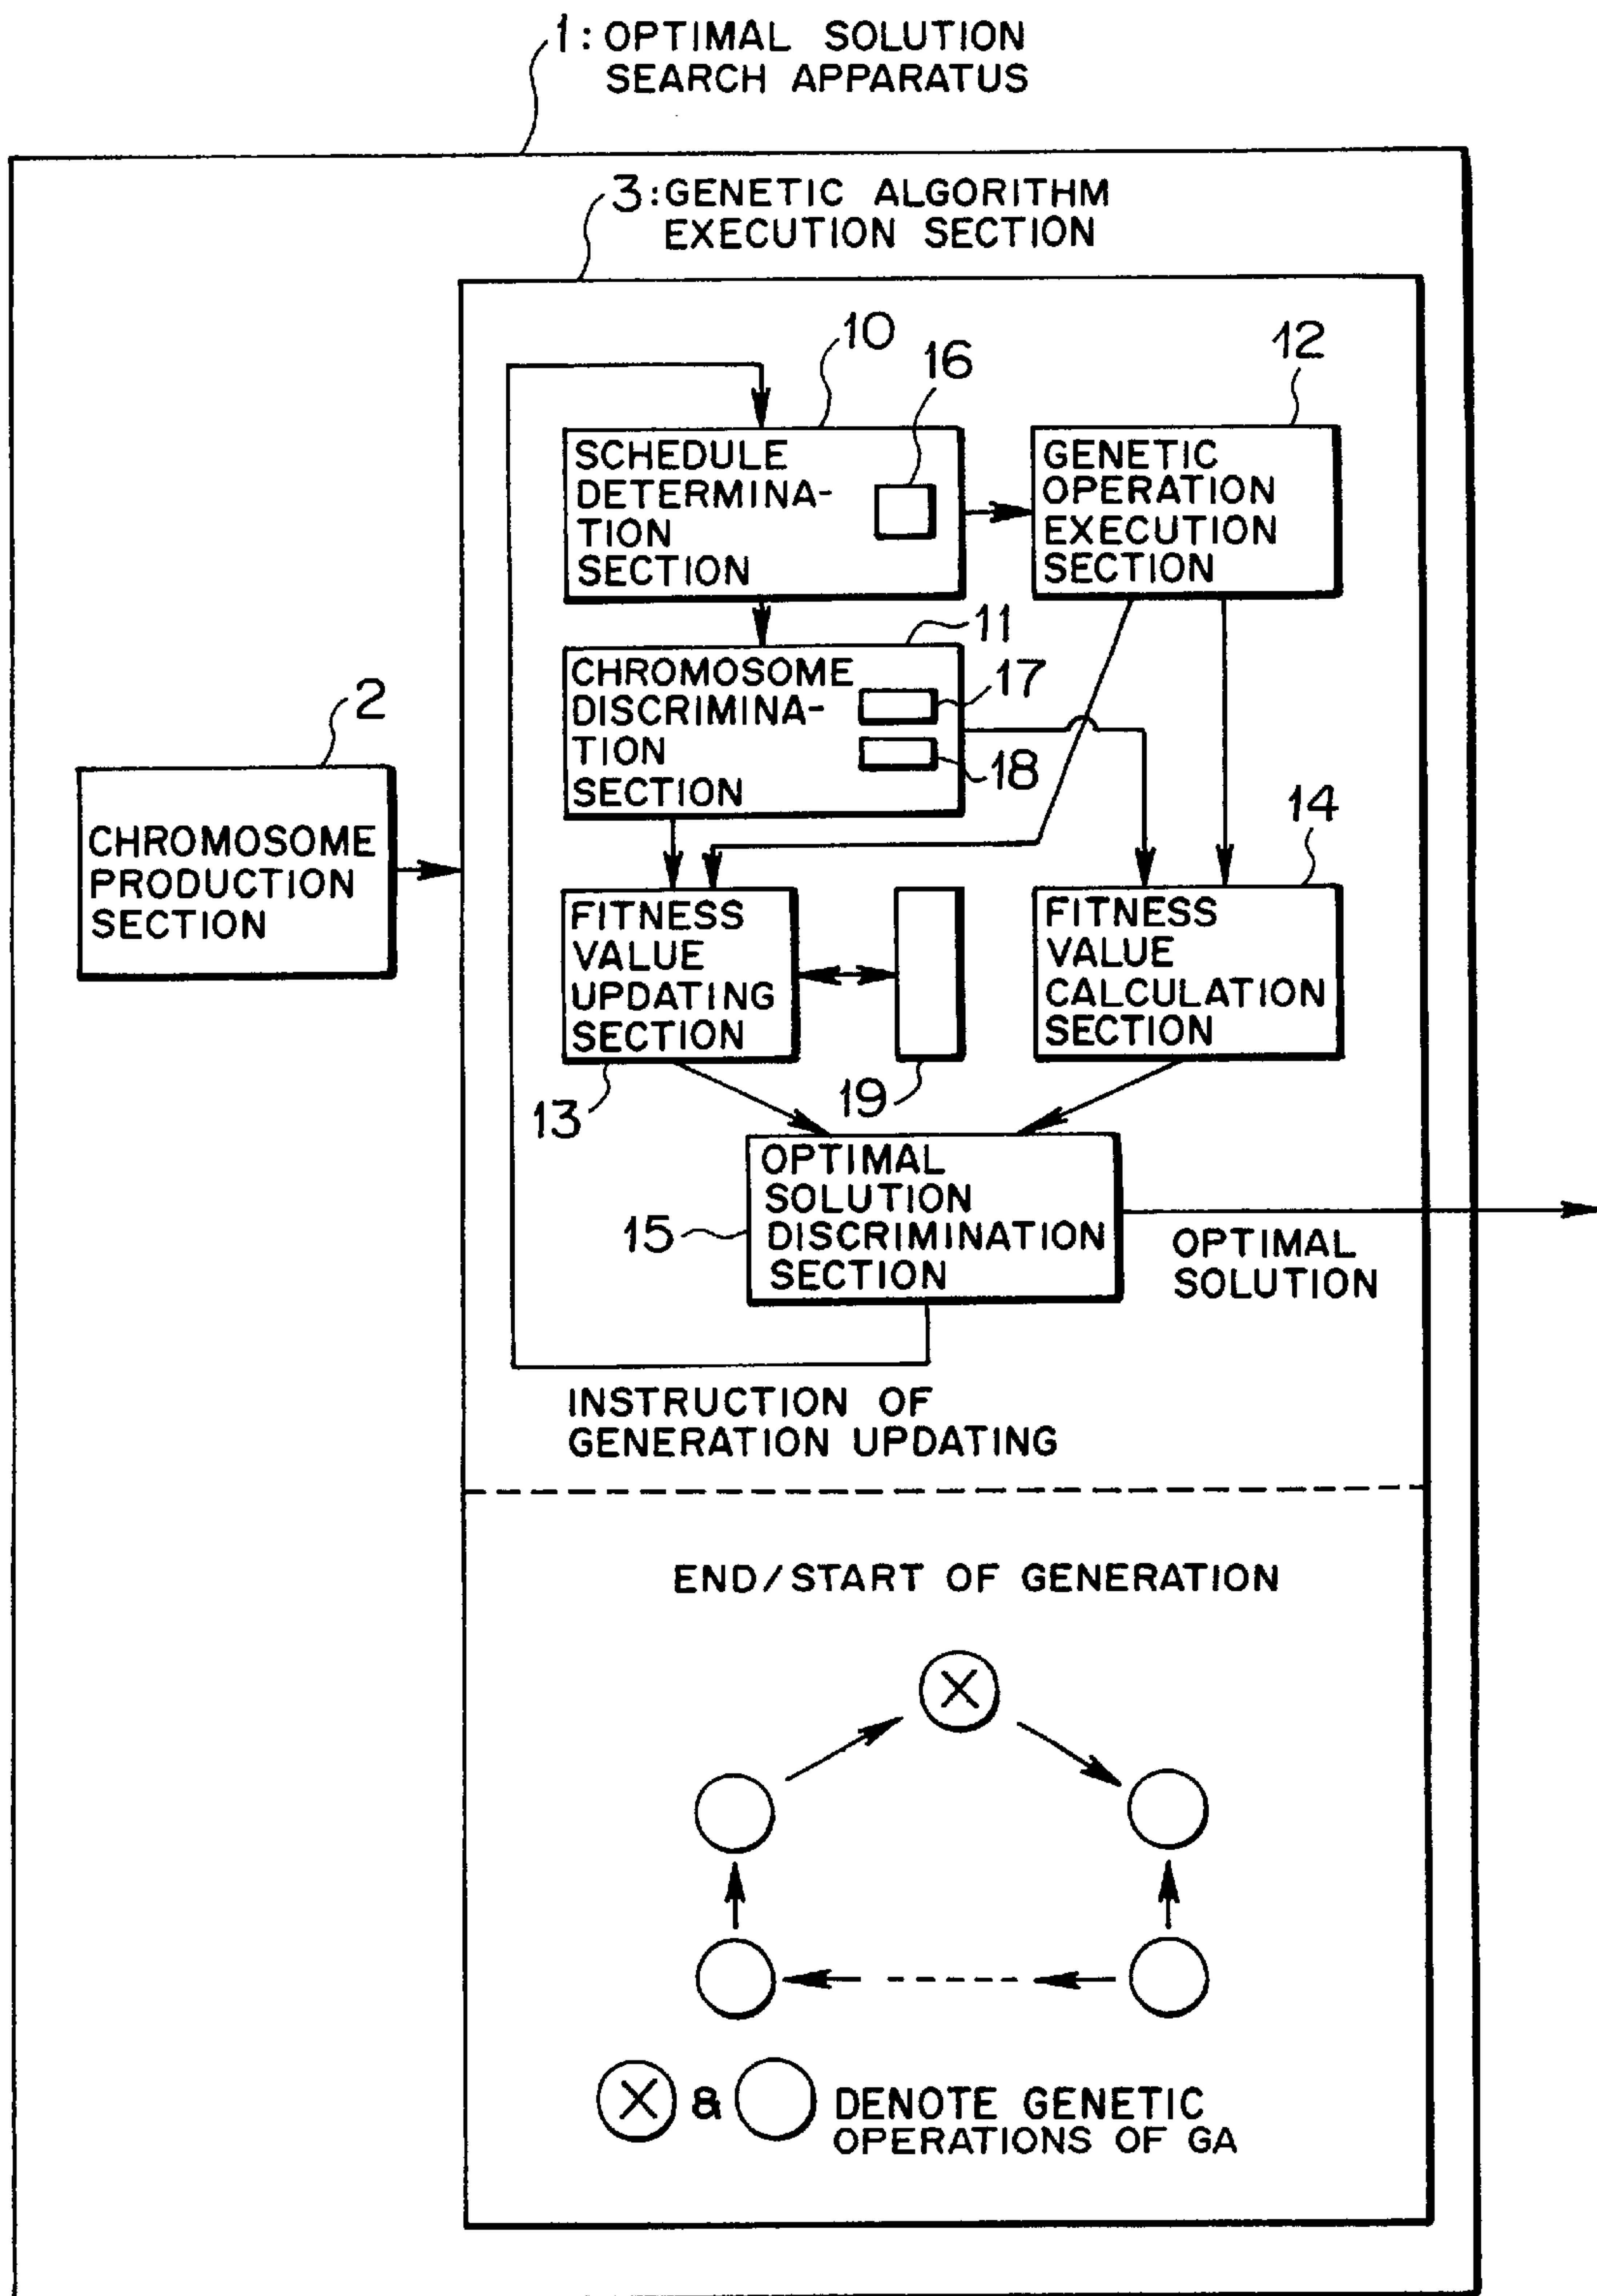 1: OPTIMAL SOLUTION
SEARCH APPARATUS
3: GENETIC ALGORITHM
EXECUTION SECTION
10
16
12
SCHEDULE
DETERMINA-
TION
SECTION
GENETIC
OPERATION
EXECUTION
SECTION
11
CHROMOSOME
DISCRIMINA-
TION
SECTION
17
18
2
CHROMOSOME
PRODUCTION
SECTION
14
FITNESS
VALUE
UPDATING
SECTION
FITNESS
VALUE
CALCULATION
SECTION
13
19
OPTIMAL
SOLUTION
DISCRIMINATION
SECTION
15
OPTIMAL
SOLUTION
INSTRUCTION OF
GENERATION UPDATING
END/START OF GENERATION
X
X & DENOTE GENETIC
OPERATIONS OF GA